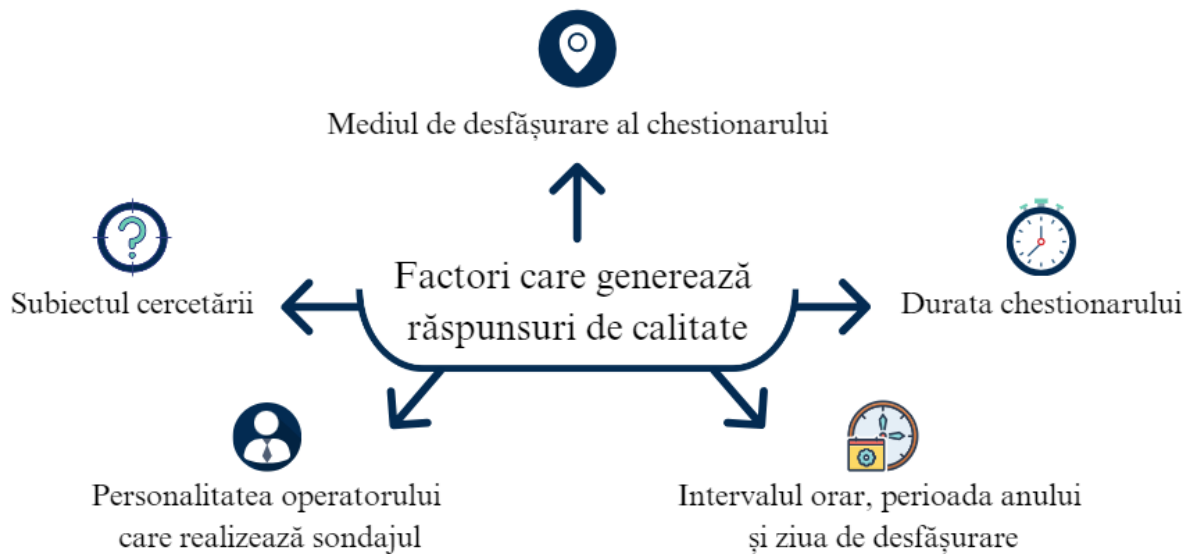 Mediul de desfășurare al chestionarului
Factori care generează
răspunsuri de calitate
Subiectul cercetării
Durata chestionarului
Personalitatea operatorului
care realizează sondajul
Intervalul orar, perioada anului
și ziua de desfășurare